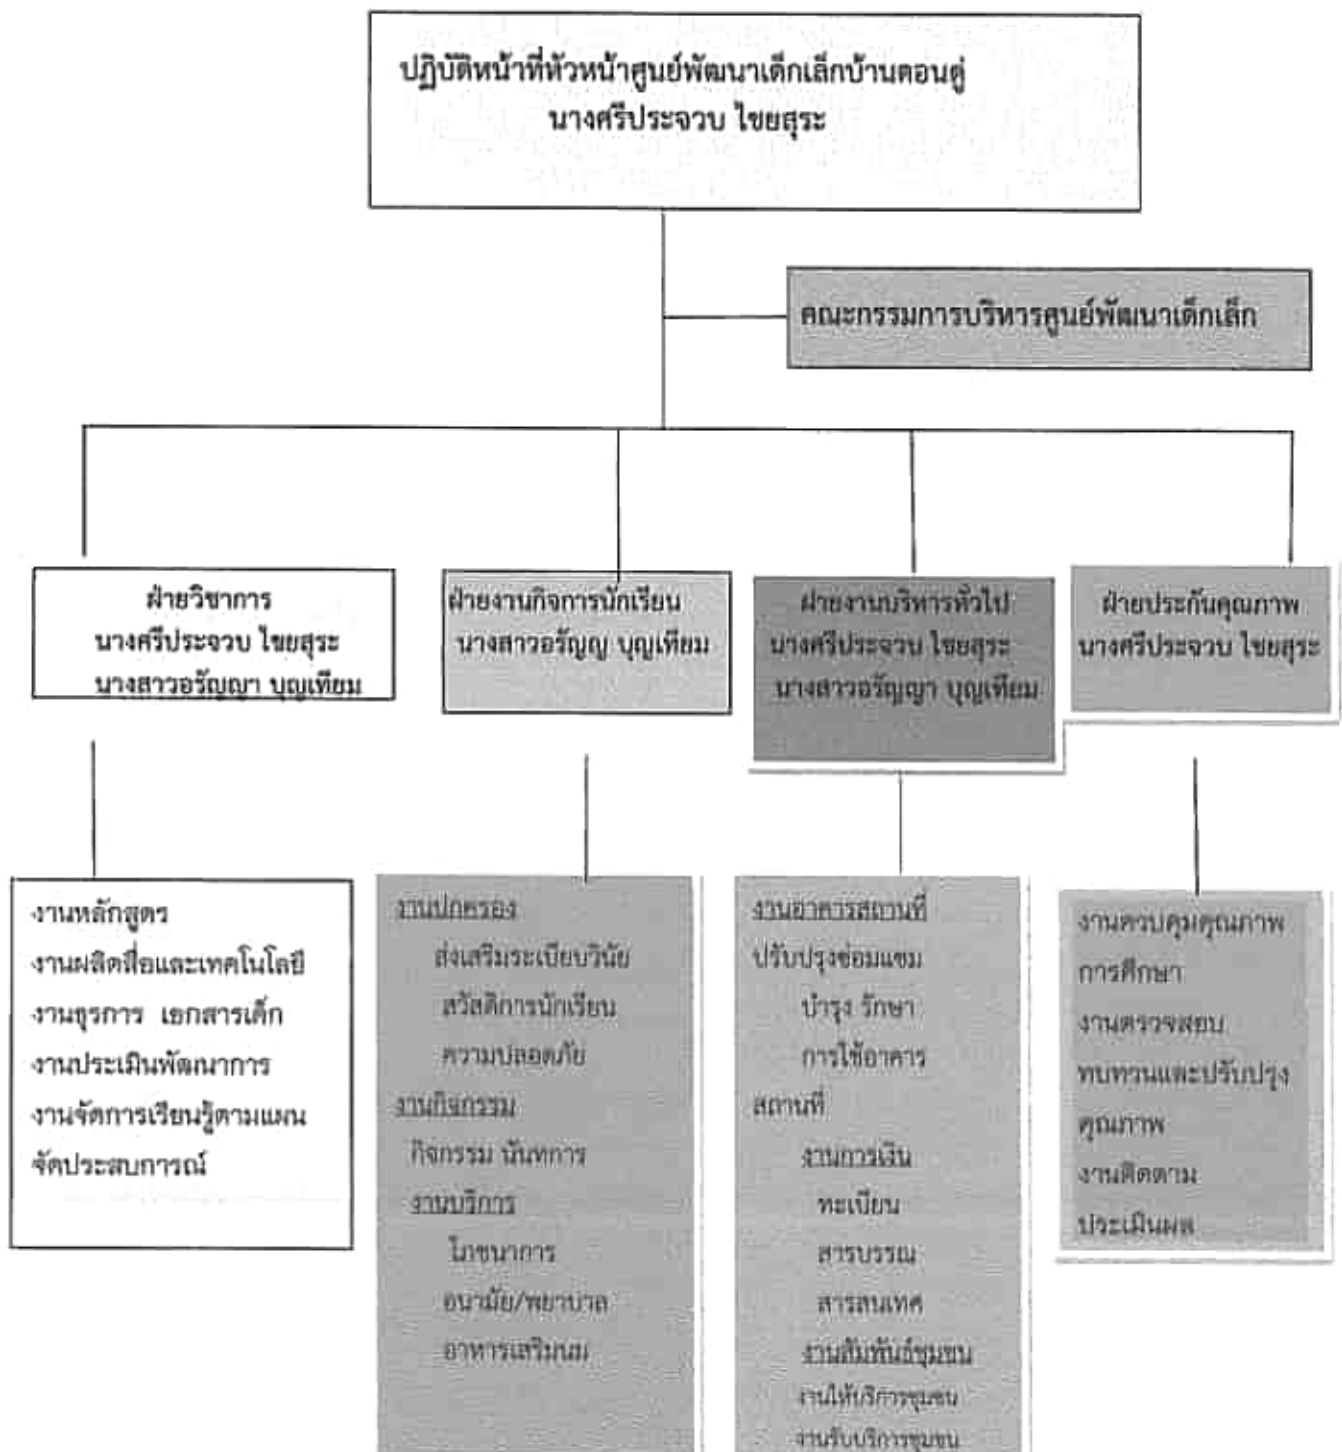 ปฏิบัติหน้าที่หัวหน้าศูนย์พัฒนาเด็กเล็กบ้านดอนดู่
นางศรีประจวบ ไชยสุระ
คณะกรรมการบริหารศูนย์พัฒนาเด็กเล็ก
ฝ่ายวิชาการ
นางศรีประจวบ ไชยสุระ
นางสาวอรัญญา บุญเทียม
ฝ่ายงานกิจการนักเรียน
นางสาวอรัญญ บุญเทียม
ฝ่ายงานบริหารทั่วไป
นางศรีประจวบ ไชยสุระ
นางสาวอรัญญา บุญเทียม
ฝ่ายประกันคุณภาพ
นางศรีประจวบ ไชยสุระ
งานหลักสูตร
งานผลิตสื่อและเทคโนโลยี
งานธุรการ เอกสารเด็ก
งานประเมินพัฒนาการ
งานจัดการเรียนรู้ตามแผน
จัดประสบการณ์
งานปกครอง
ส่งเสริมระเบียบวินัย
สวัสดิการนักเรียน
ความปลอดภัย
งานกิจกรรม
กิจกรรม นันทการ
งานบริการ
โภชนาการ
อนามัย/พยาบาล
อาหารเสริมนม
งานอาคารสถานที่
ปรับปรุงซ่อมแซม
บำรุง รักษา
การใช้อาคาร
สถานที่
งานการเงิน
ทะเบียน
สารบรรณ
สารสนเทศ
งานสัมพันธ์ชุมชน
งานให้บริการชุมชน
งานรับบริการชุมชน
งานควบคุมคุณภาพ
การศึกษา
งานตรวจสอบ
ทบทวนและปรับปรุง
คุณภาพ
งานติดตาม
ประเมินผล